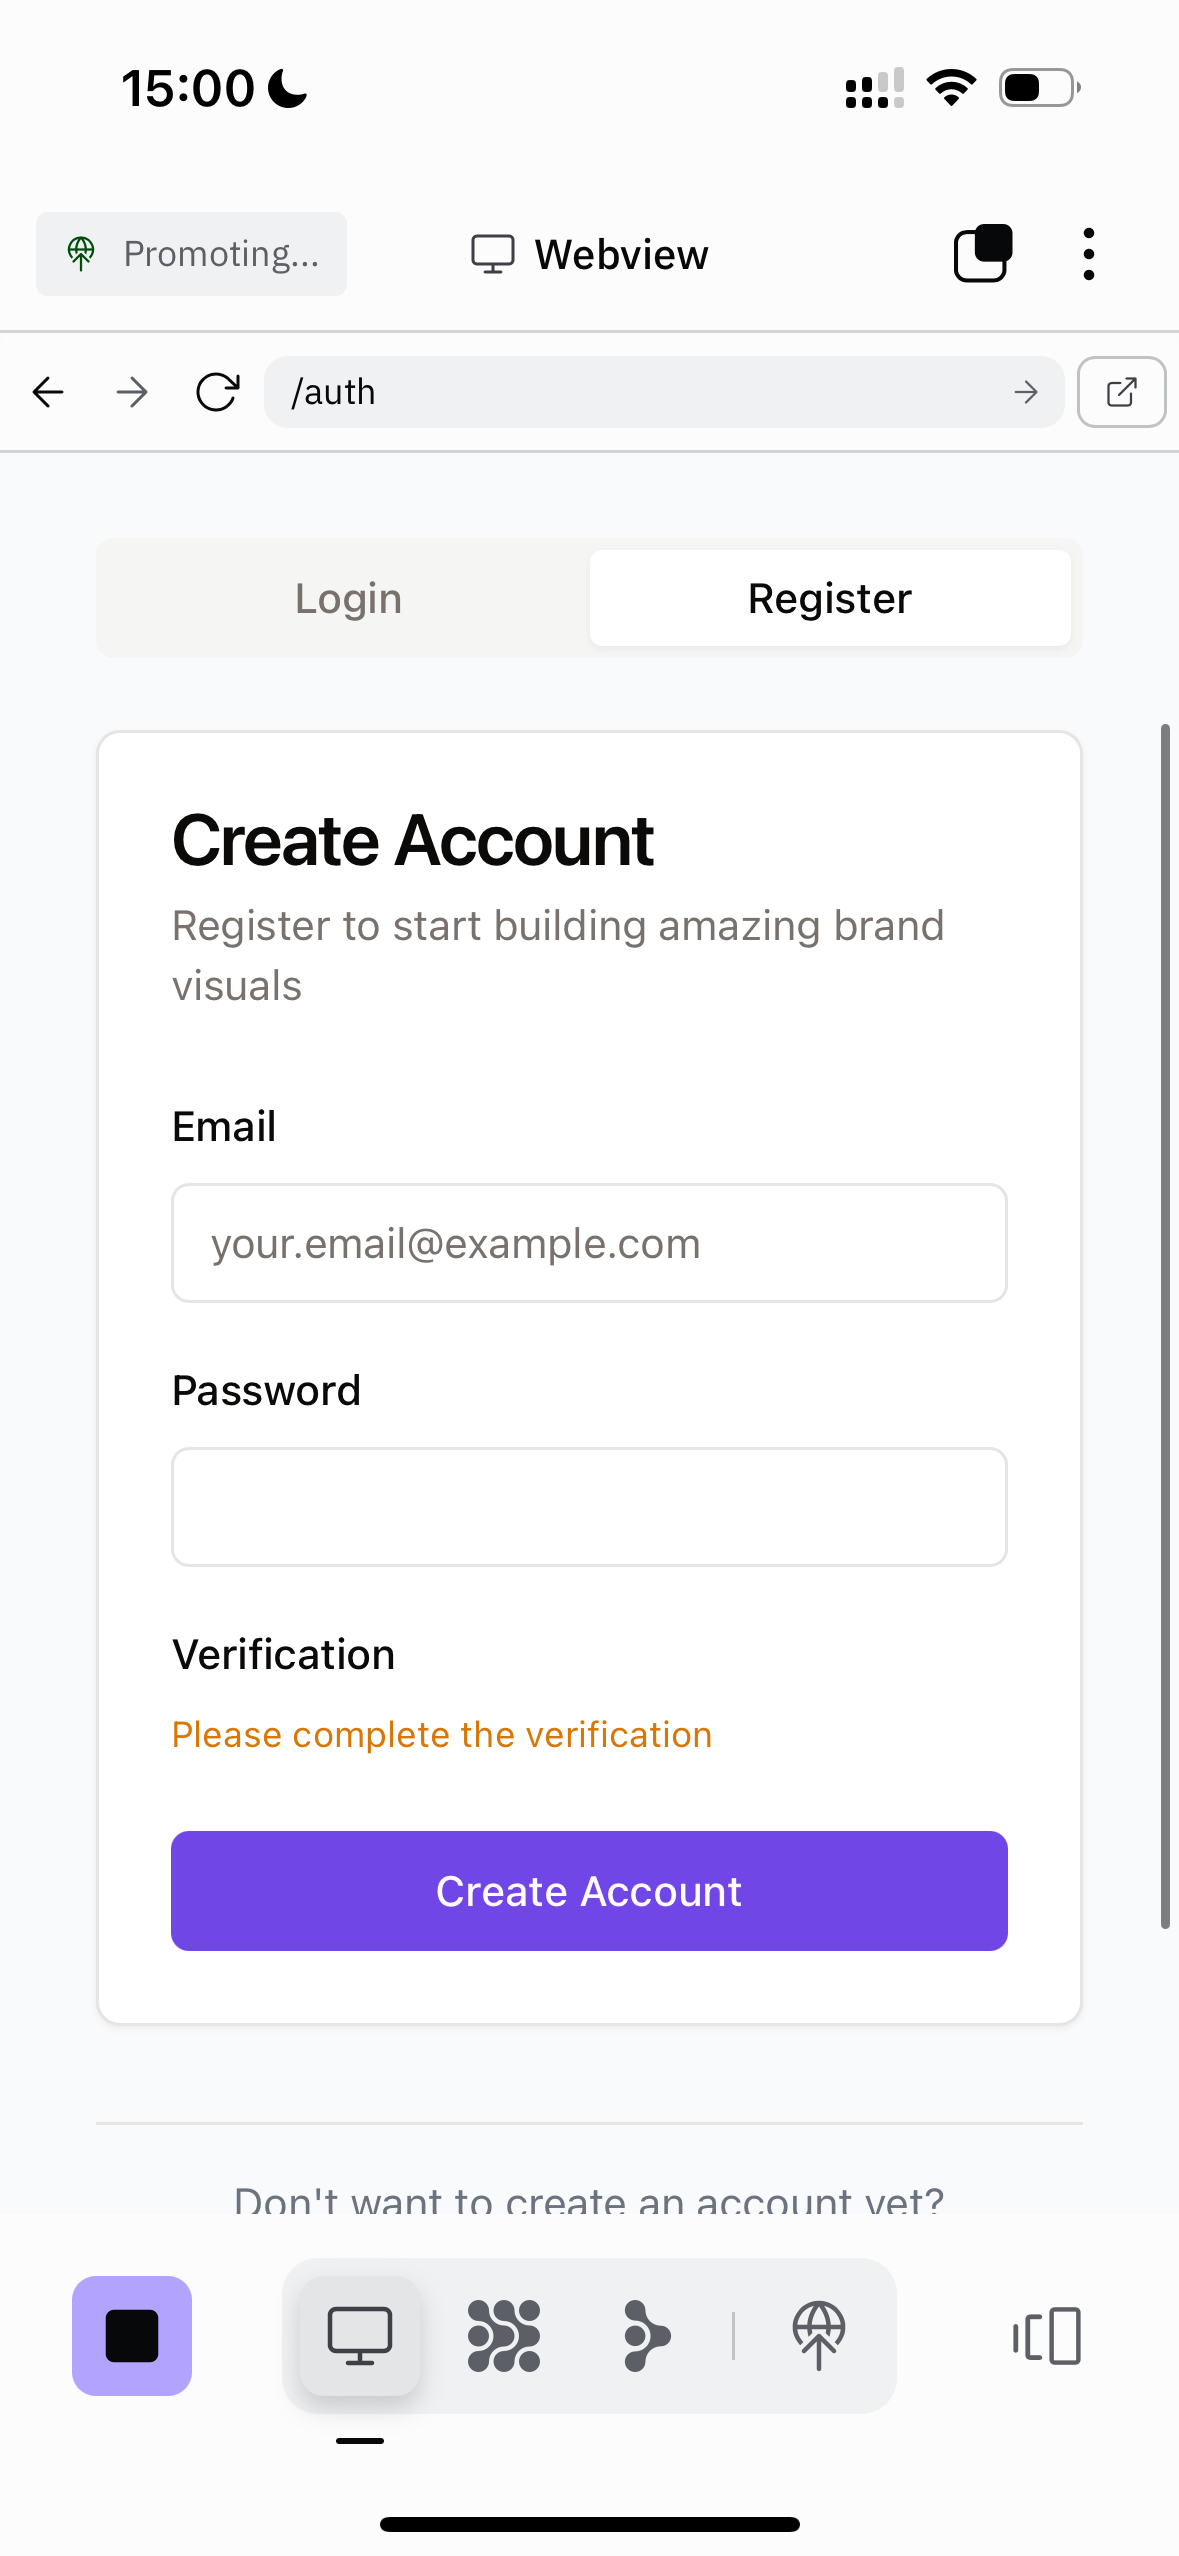 15:00
Promoting...
Webview
/auth
Login
Register
Create Account
Register to start building amazing brand
visuals
Email
your.email@example.com
Password
Verification
Please complete the verification
Create Account
Don't want to create an account yet?